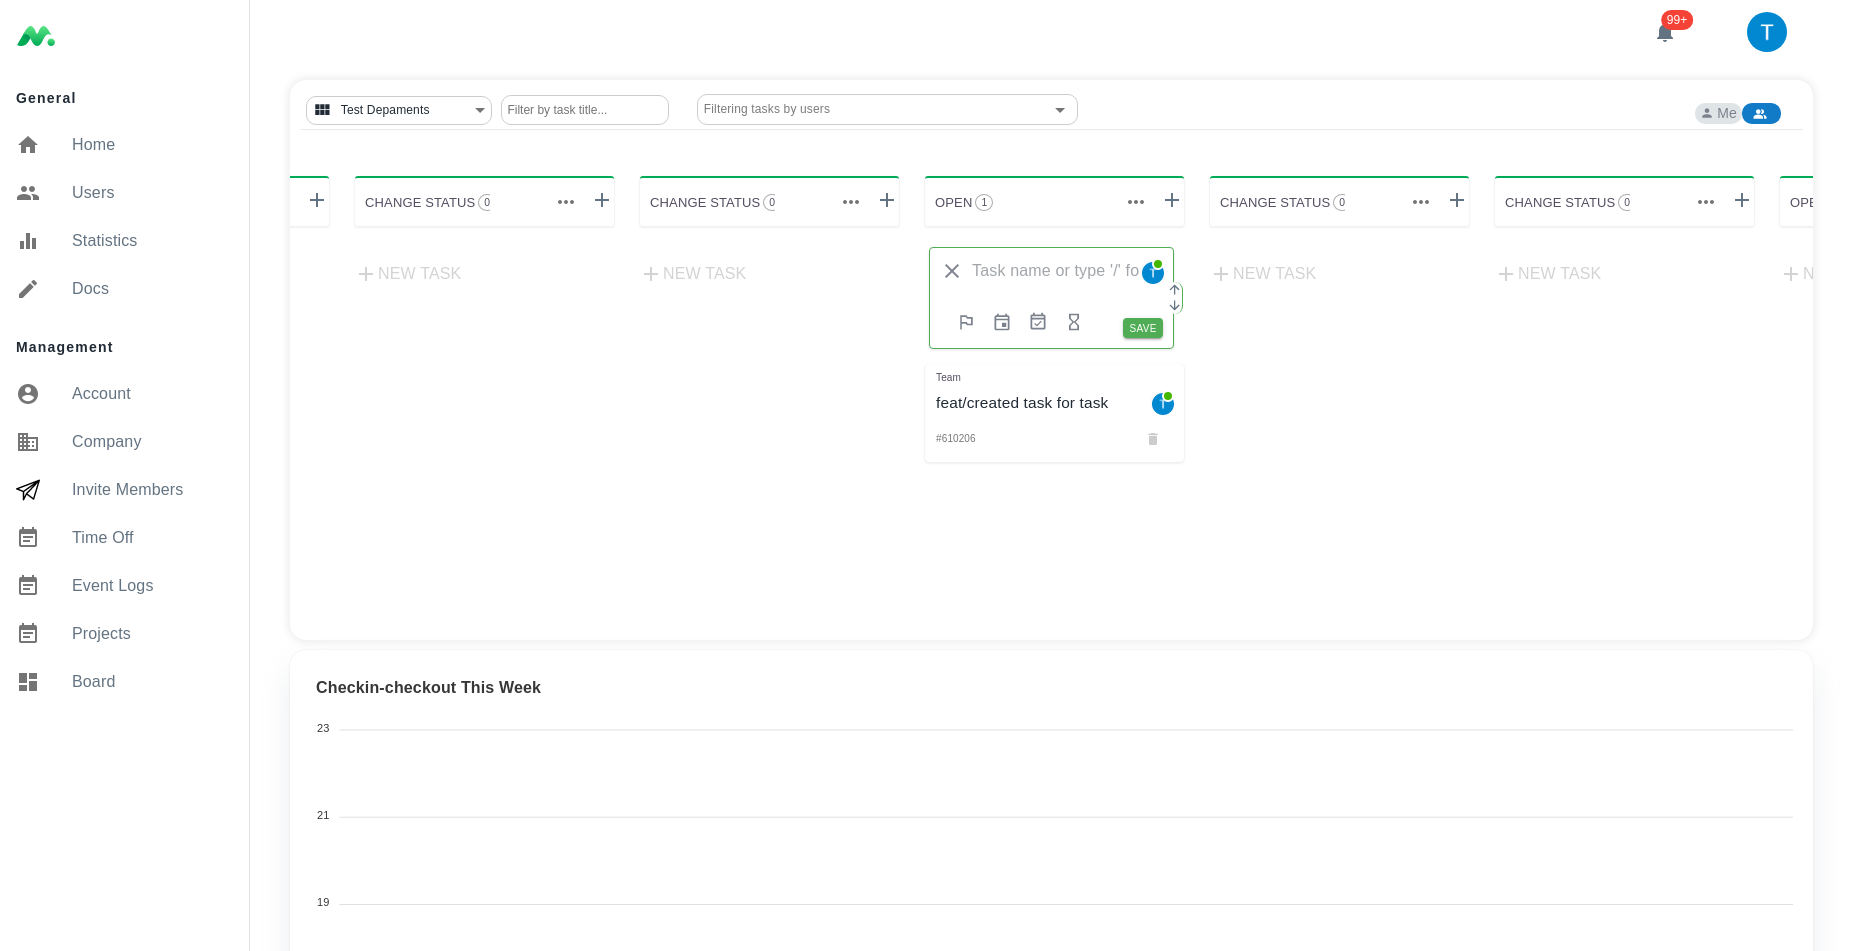 99+
T
General
Home
Users
Statistics
Docs
Management
Account
Company
Invite Members
Time Off
Event Logs
Projects
Board
Test Depaments
Filter by task title...
Filtering tasks by users
Me
CHANGE STATUS 0
CHANGE STATUS 0
OPEN 1
CHANGE STATUS 0
CHANGE STATUS 0
OPE
NEW TASK
NEW TASK
Task name or type '/' fo
T
SAVE
NEW TASK
NEW TASK
N
Team
feat/created task for task
T
#610206
Checkin-checkout This Week
23
21
19